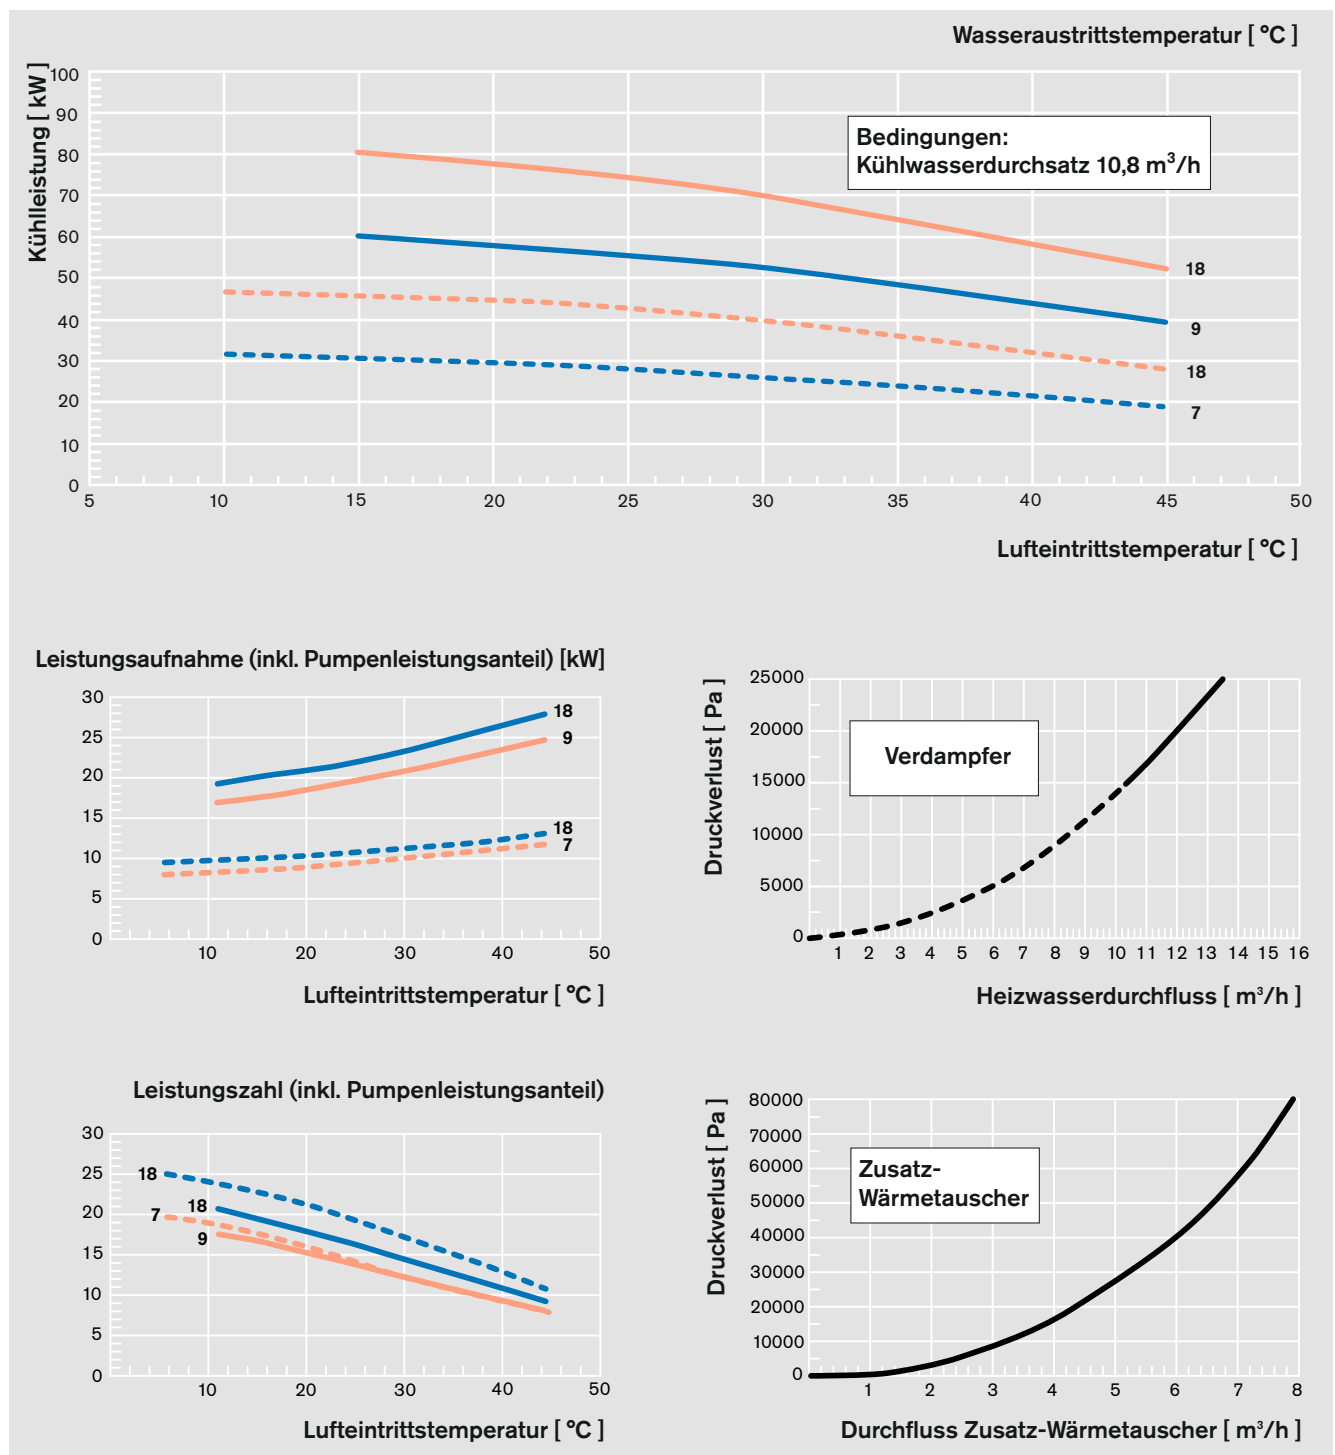 Wasseraustrittstemperatur [ °C ]
Kühlleistung [ kW ]
100
90
80
70
60
50
40
30
20
10
0
Bedingungen:
Kühlwasserdurchsatz 10,8 m³/h
18
9
18
7
5 10 15 20 25 30 35 40 45 50
Lufteintrittstemperatur [ °C ]
Leistungsaufnahme (inkl. Pumpenleistungsanteil) [kW]
30
25
20
15
10
5
0
18
9
18
7
10 20 30 40 50
Lufteintrittstemperatur [ °C ]
Druckverlust [ Pa ]
25000
20000
15000
10000
5000
0
Verdampfer
1 2 3 4 5 6 7 8 9 10 11 12 13 14 15 16
Heizwasserdurchfluss [ m³/h ]
Leistungszahl (inkl. Pumpenleistungsanteil)
30
25
20
15
10
5
0
18
18
7
9
10 20 30 40 50
Lufteintrittstemperatur [ °C ]
Druckverlust [ Pa ]
80000
70000
60000
50000
40000
30000
20000
10000
0
Zusatz-
Wärmetauscher
1 2 3 4 5 6 7 8
Durchfluss Zusatz-Wärmetauscher [ m³/h ]